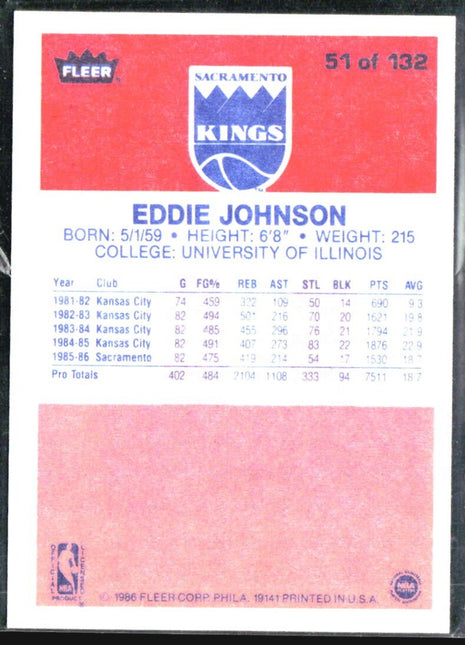 FLEER
51 of 132
SACRAMENTO
KINGS
EDDIE JOHNSON
BORN: 5/1/59 • HEIGHT: 6'8" • WEIGHT: 215
COLLEGE: UNIVERSITY OF ILLINOIS
Year Club G FG% REB AST STL BLK PTS AVG
1981-82 Kansas City 74 459 322 109 50 14 690 9.3
1982-83 Kansas City 82 494 501 216 70 20 1621 19.8
1983-84 Kansas City 82 485 455 296 76 21 1794 21.9
1984-85 Kansas City 82 491 407 273 83 22 1876 22.9
1985-86 Sacramento 82 475 419 214 54 17 1530 18.7
Pro Totals 402 484 2104 1108 333 94 7511 18.7
OFFICIAL
NBA
PRODUCT
© 1986 FLEER CORP. PHILA. 19141 PRINTED IN U.S.A.
NBA
PLAYERS